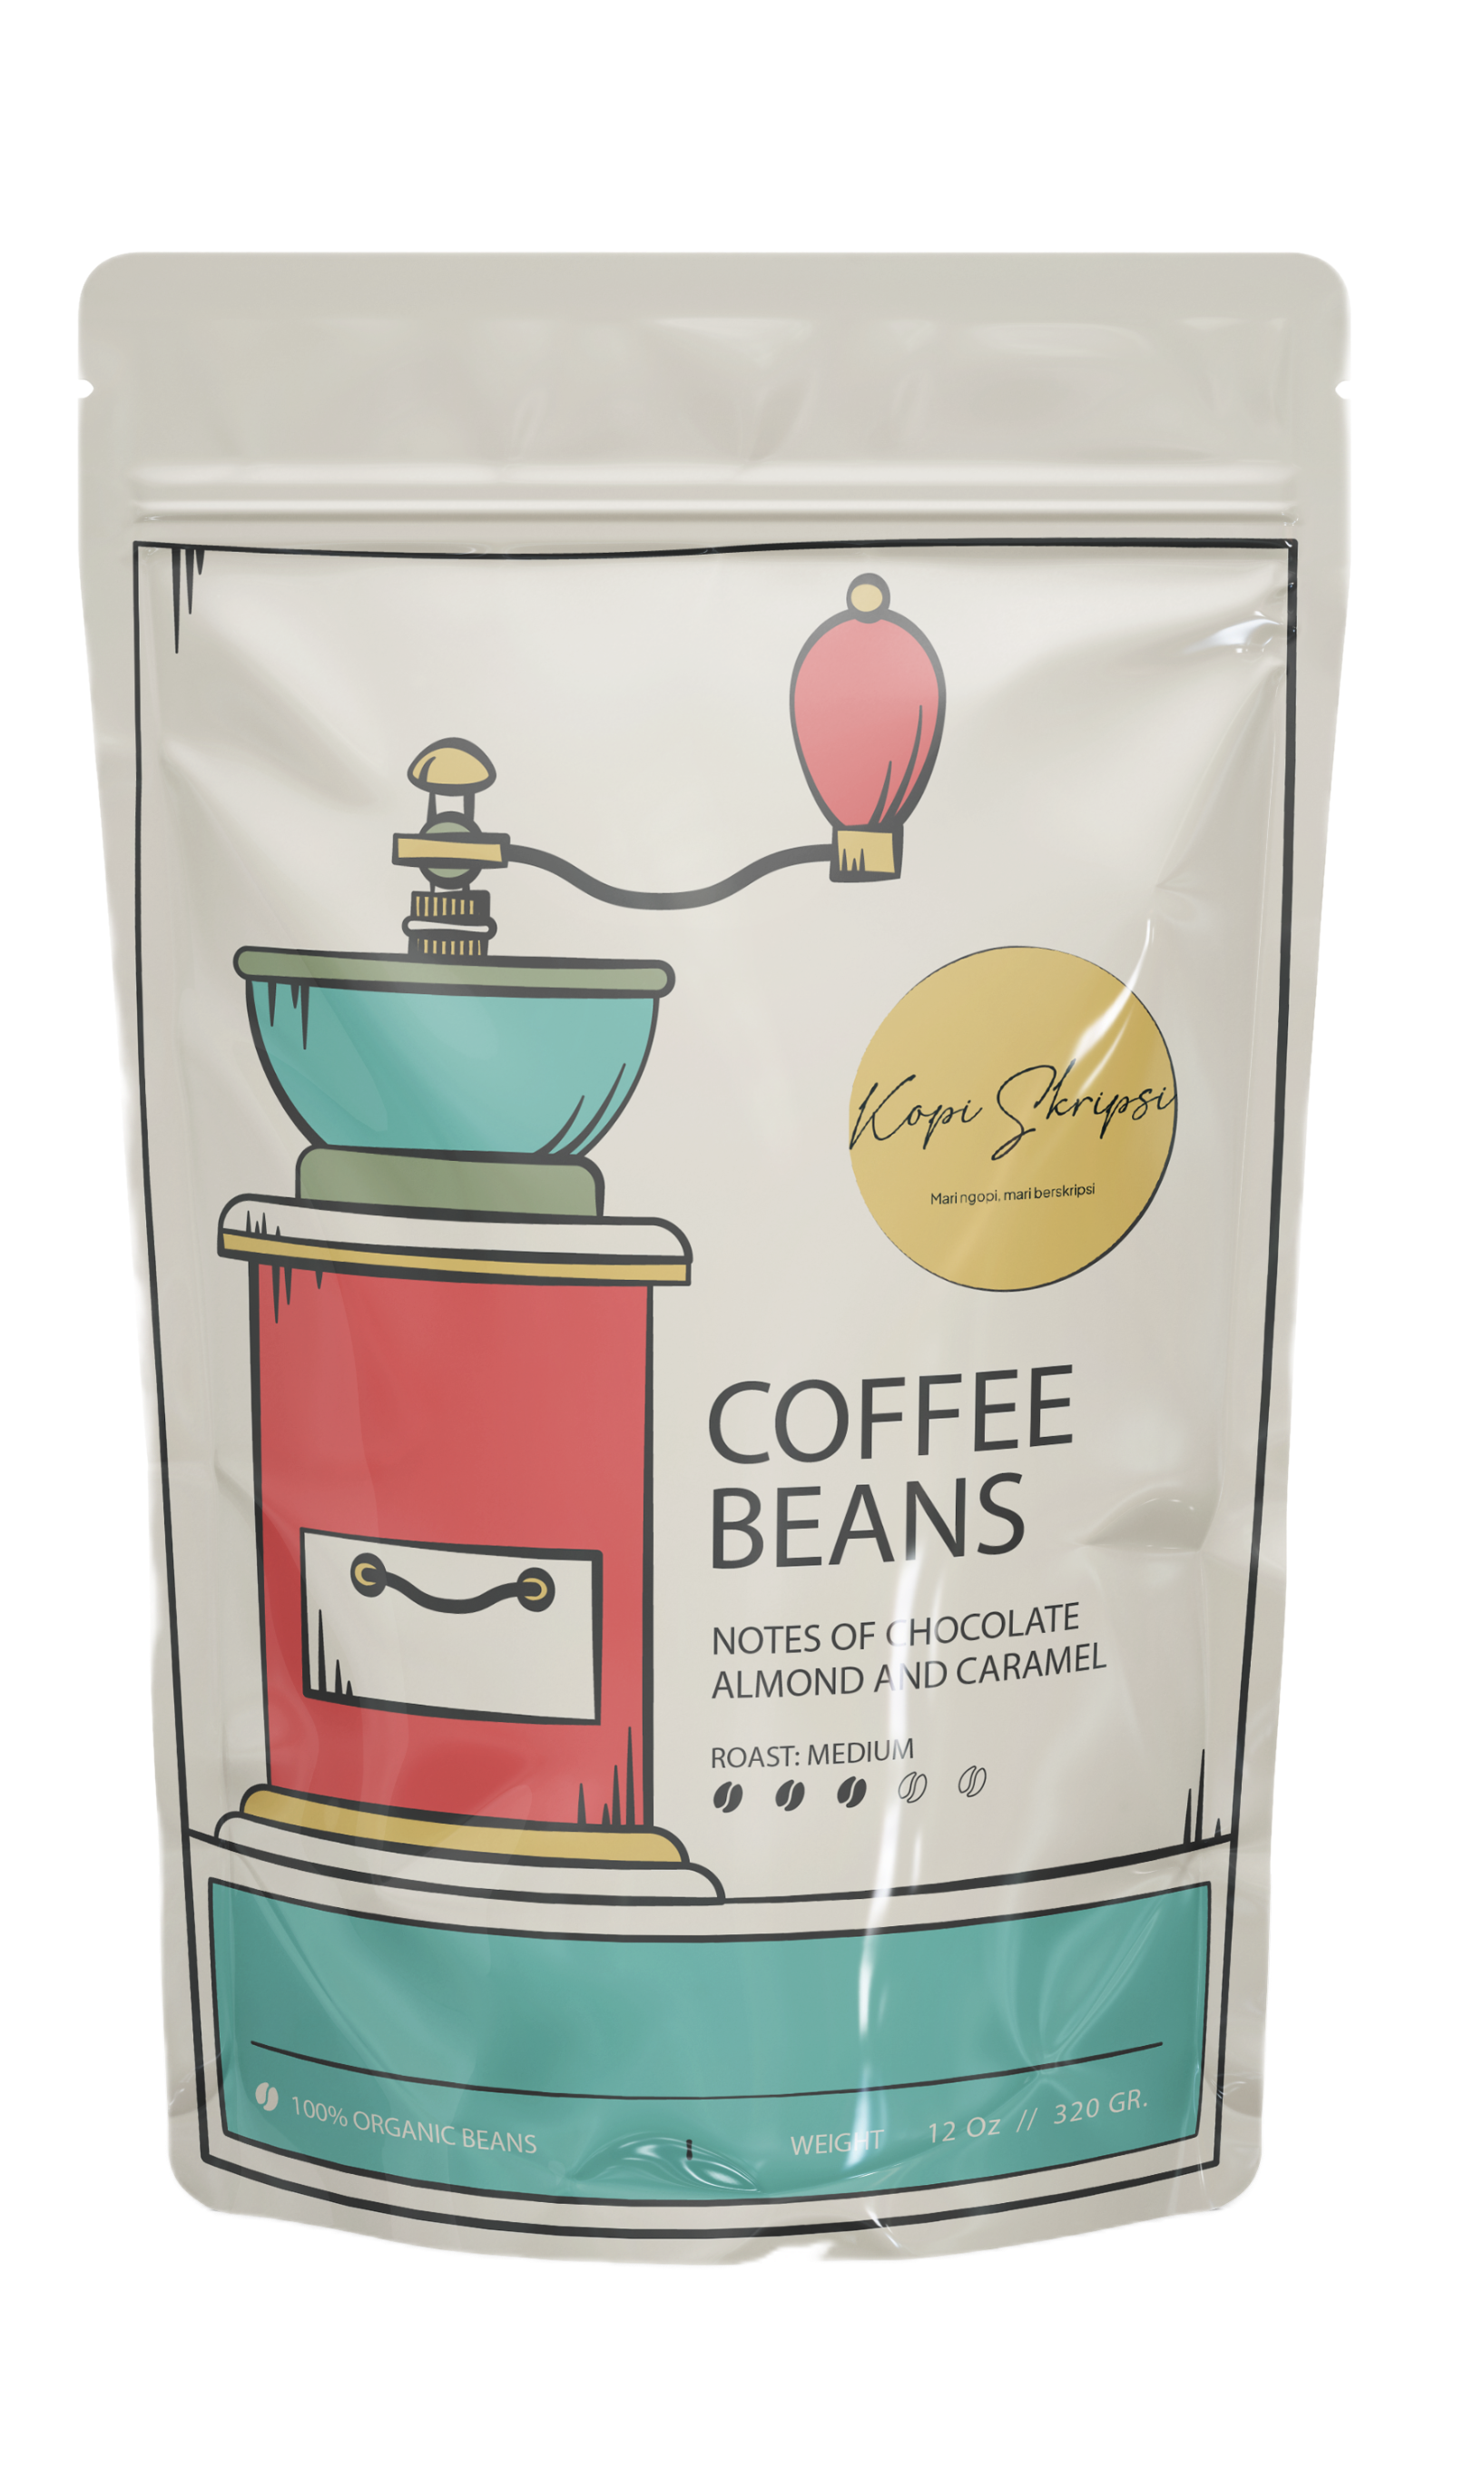 Kopi Skripsi
Mari ngopi, mari berskripsi
COFFEE
BEANS
NOTES OF CHOCOLATE
ALMOND AND CARAMEL
ROAST: MEDIUM
100% ORGANIC BEANS
WEIGHT 12 Oz // 320 GR.